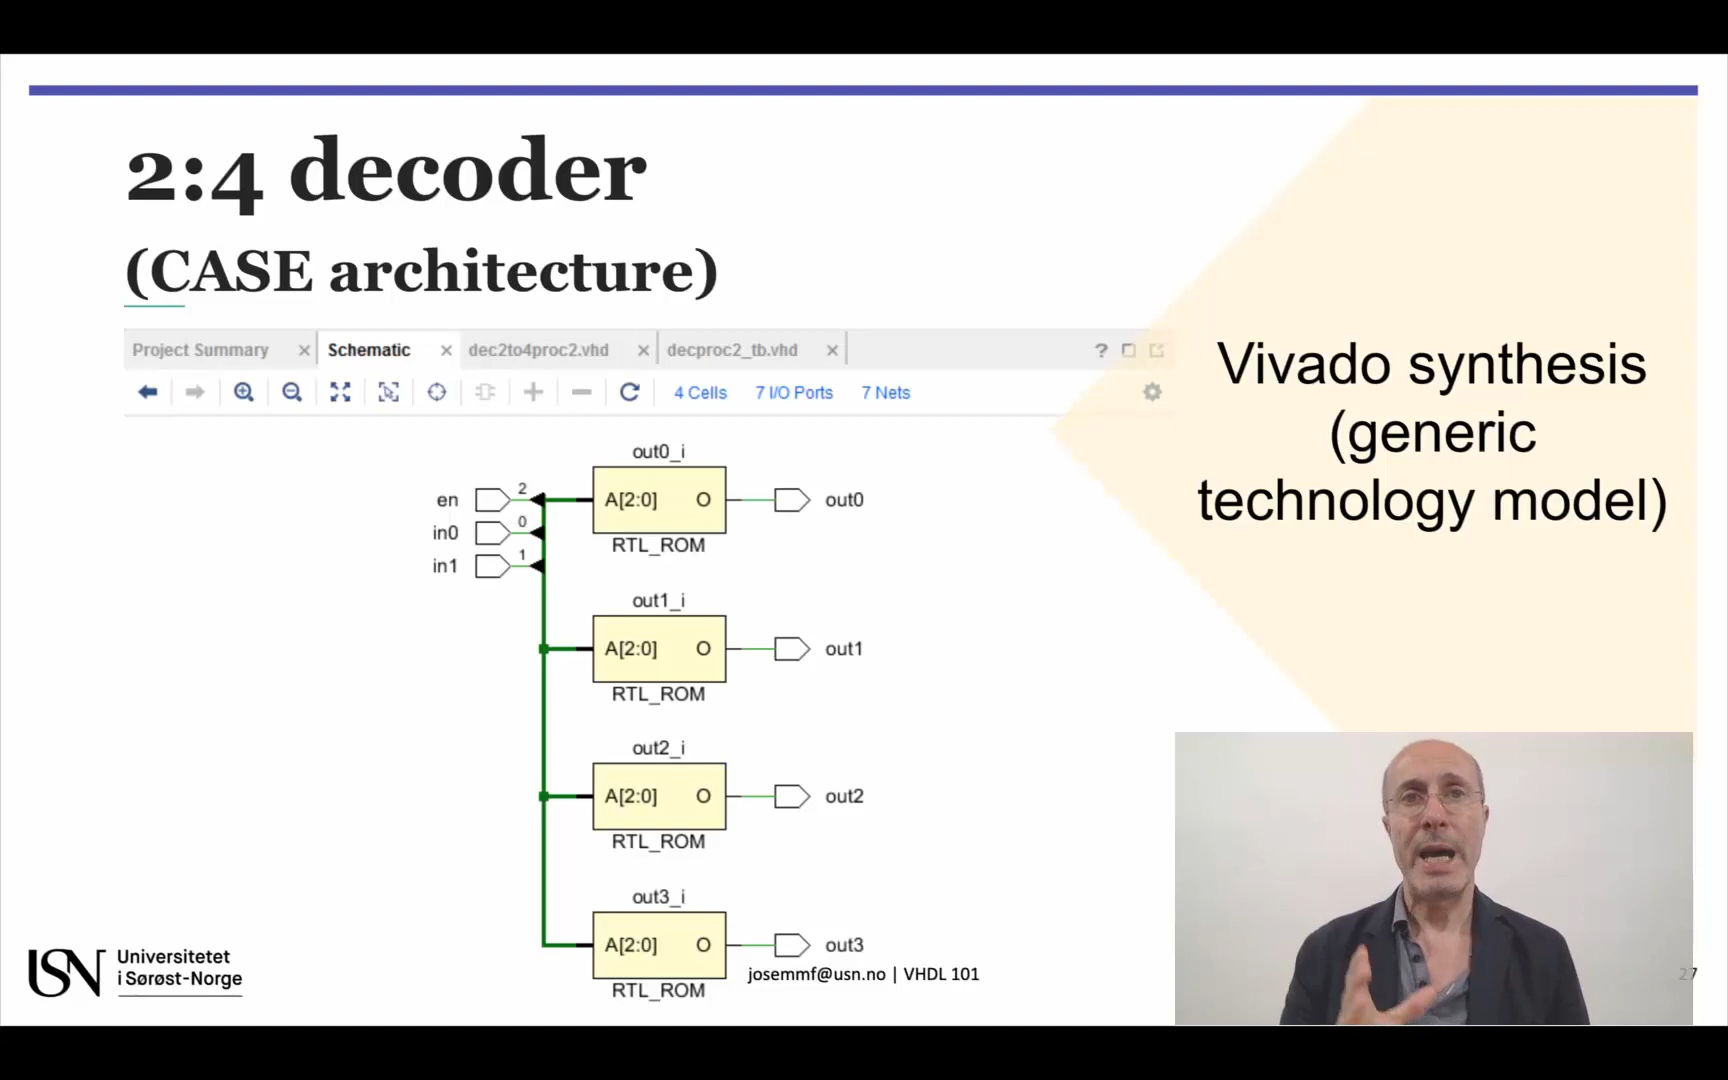 2:4 decoder
(CASE architecture)
Project Summary
Schematic
dec2to4proc2.vhd
decproc2_tb.vhd
?
4 Cells
7 I/O Ports
7 Nets
Vivado synthesis
(generic
technology model)
out0_i
en
2
A[2:0]
O
out0
in0
0
RTL_ROM
in1
1
out1_i
A[2:0]
O
out1
RTL_ROM
out2_i
A[2:0]
O
out2
RTL_ROM
out3_i
A[2:0]
O
out3
RTL_ROM
USN
Universitetet
i Sørøst-Norge
josemmf@usn.no | VHDL 101
27